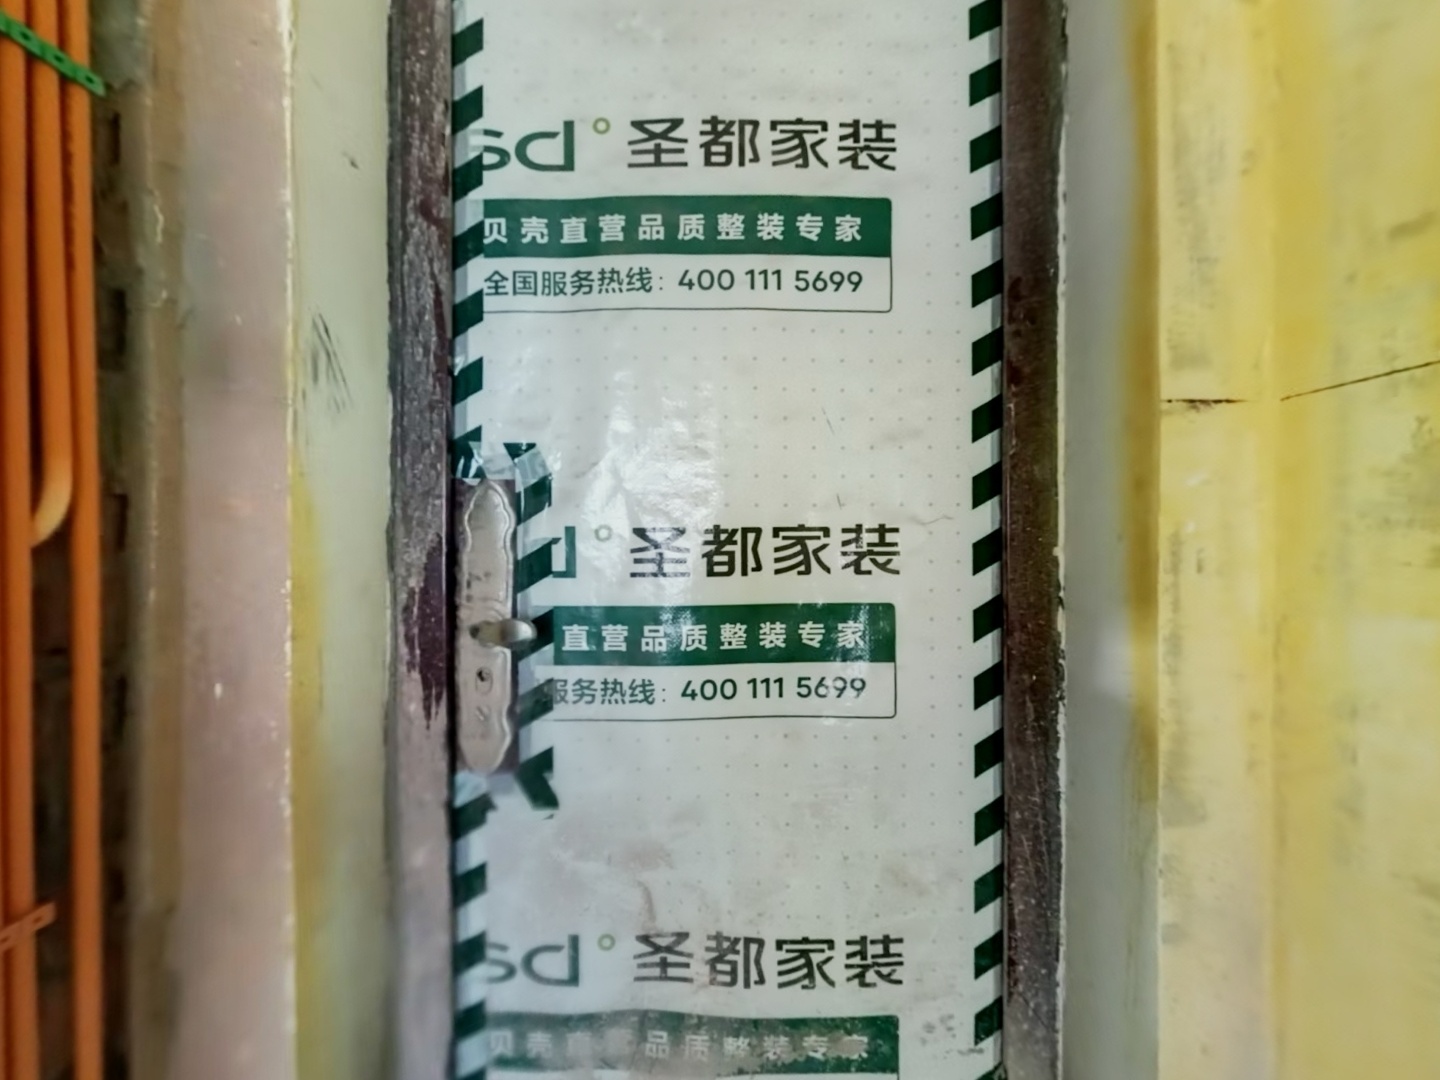 sd°圣都家装
贝壳直营品质整装专家
全国服务热线：400 111 5699
d°圣都家装
直营品质整装专家
服务热线：400 111 5699
sd°圣都家装
贝壳直 品质整装专家